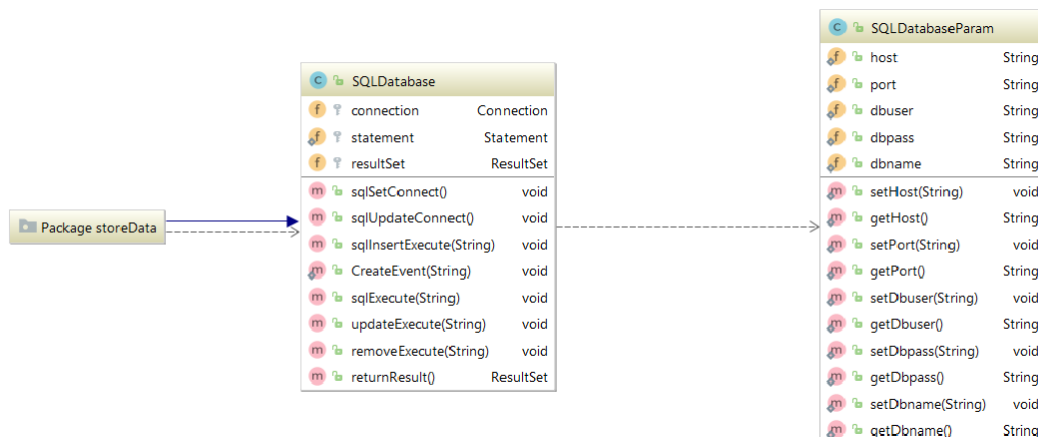 Package storeData
SQLDatabase
connection Connection
statement Statement
resultSet ResultSet
sqlSetConnect() void
sqlUpdateConnect() void
sqlInsertExecute(String) void
CreateEvent(String) void
sqlExecute(String) void
updateExecute(String) void
removeExecute(String) void
returnResult() ResultSet
SQLDatabaseParam
host String
port String
dbuser String
dbpass String
dbname String
setHost(String) void
getHost() String
setPort(String) void
getPort() String
setDbuser(String) void
getDbuser() String
setDbpass(String) void
getDbpass() String
setDbname(String) void
getDbname() String